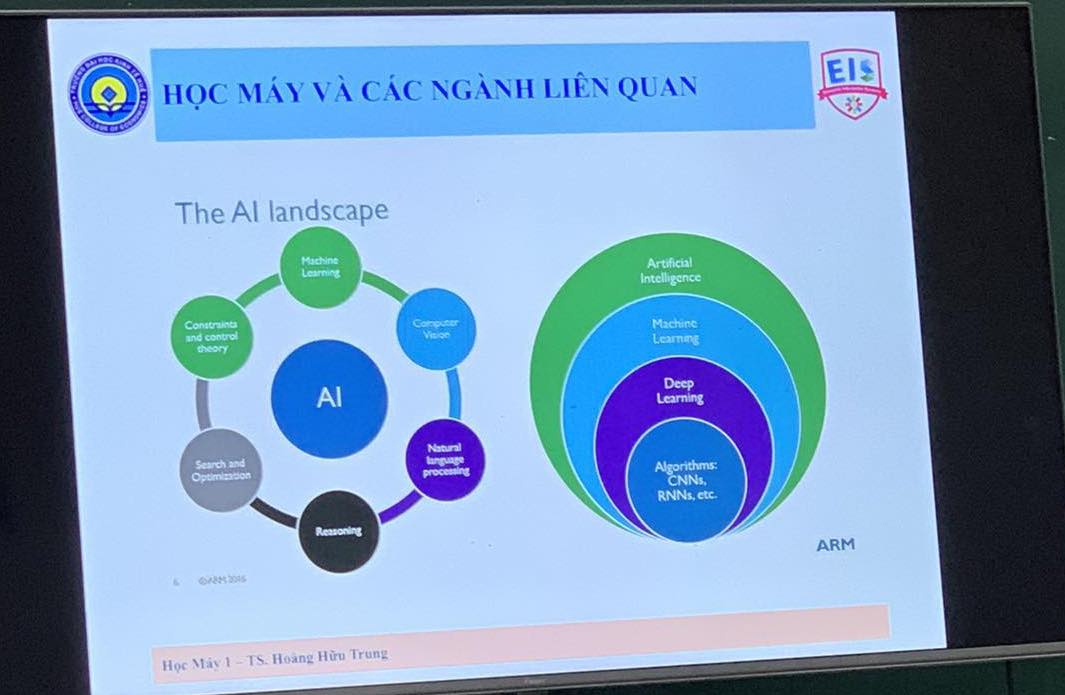 HỌC MÁY VÀ CÁC NGÀNH LIÊN QUAN
EIS
The AI landscape
Machine
Learning
Computer
Vision
Natural
language
processing
Reasoning
Search and
Optimization
Constraints
and control
theory
AI
Artificial
Intelligence
Machine
Learning
Deep
Learning
Algorithms:
CNNs,
RNNs, etc.
ARM
6 ©ARM 2016
Học Máy 1 – TS. Hoàng Hữu Trung